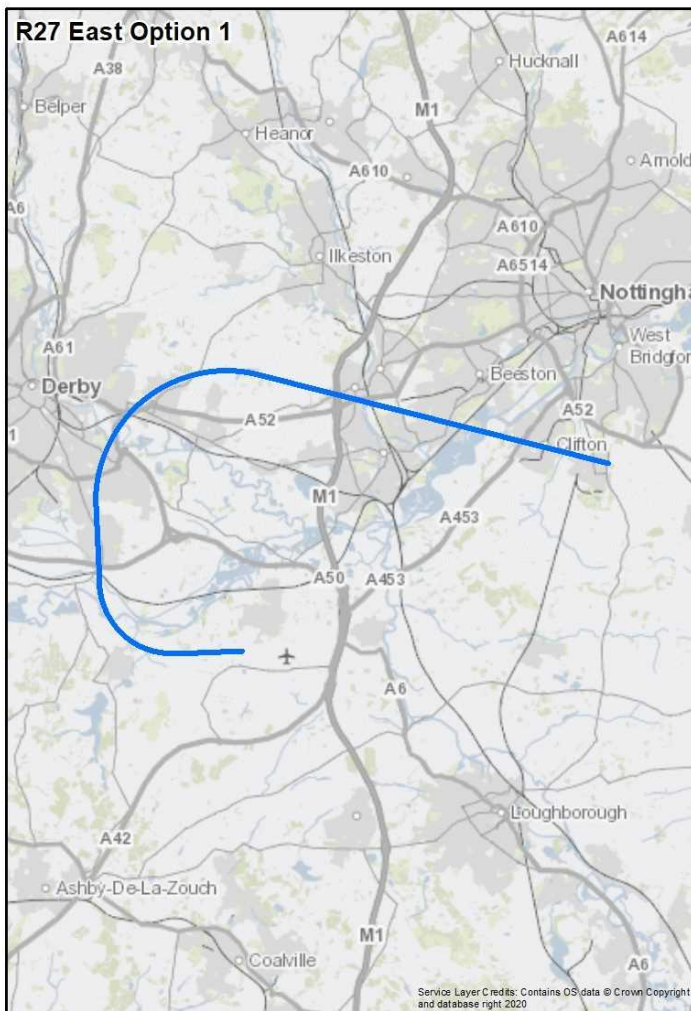 R27 East Option 1
A614
Hucknall
A38
Belper
M1
Heanor
Arnold
A610
A6
A610
Ilkeston
A6514
Nottingha
West
Bridgfor
A61
Derby
Beeston
A52
A52
Clifton
1
M1
A453
A50
A453
A6
Loughborough
A42
Ashby-De-La-Zouch
M1
Coalville
A6
Service Layer Credits: Contains OS data © Crown Copyright
and database right 2020